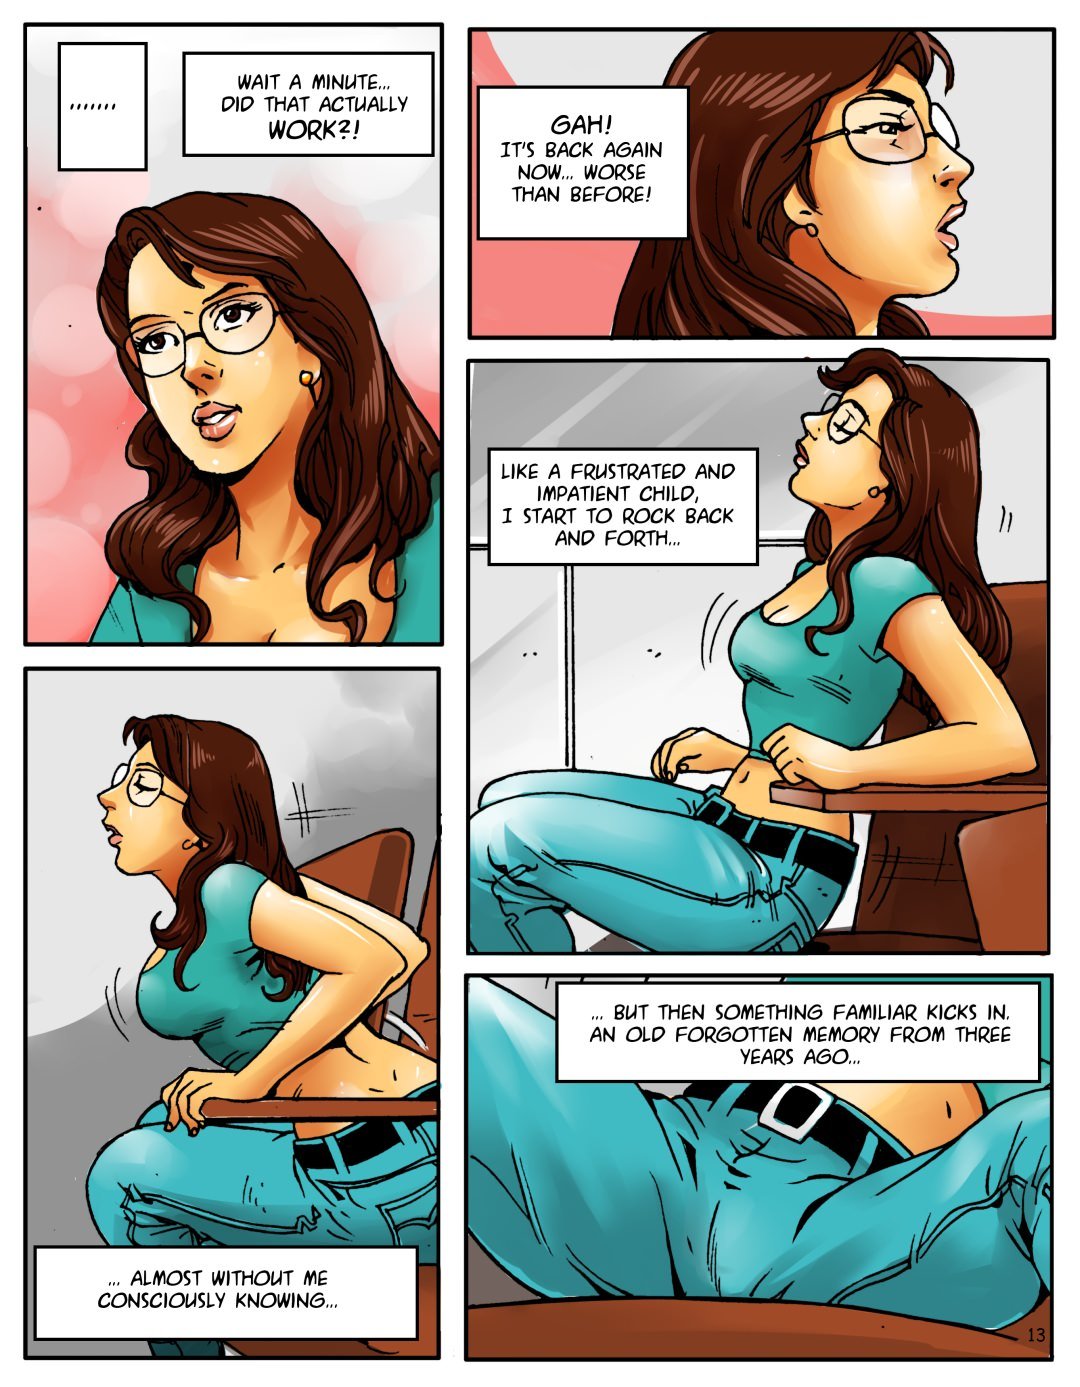 .......
WAIT A MINUTE...
DID THAT ACTUALLY
WORK?!
GAH!
IT'S BACK AGAIN
NOW... WORSE
THAN BEFORE!
LIKE A FRUSTRATED AND
IMPATIENT CHILD,
I START TO ROCK BACK
AND FORTH...
... ALMOST WITHOUT ME
CONSCIOUSLY KNOWING...
... BUT THEN SOMETHING FAMILIAR KICKS IN.
AN OLD FORGOTTEN MEMORY FROM THREE
YEARS AGO...
13